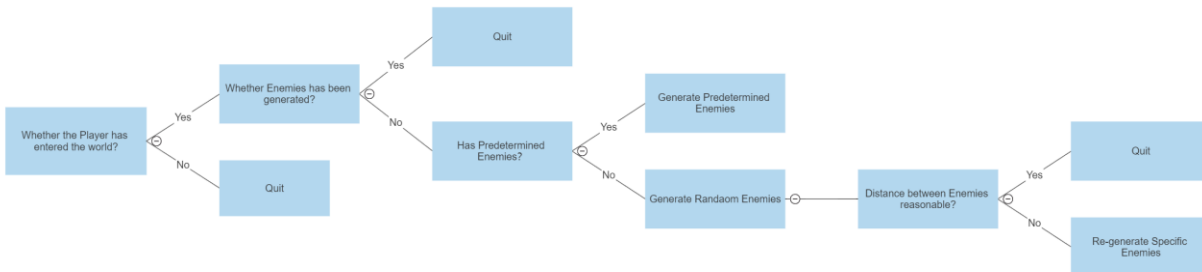 Whether the Player has
entered the world?
Yes
No
Whether Enemies has been
generated?
Quit
Yes
No
Quit
Has Predetermined
Enemies?
Yes
No
Generate Predetermined
Enemies
Generate Randaom Enemies
Distance between Enemies
reasonable?
Yes
No
Quit
Re-generate Specific
Enemies